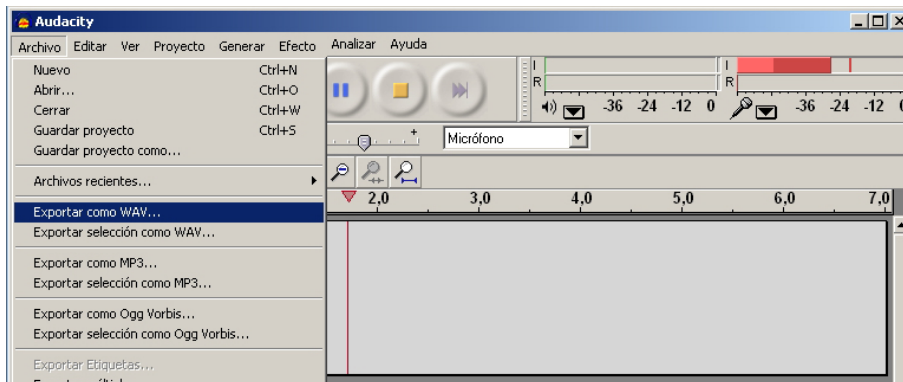 Audacity
Archivo Editar Ver Proyecto Generar Efecto Analizar Ayuda
Nuevo Ctrl+N
Abrir... Ctrl+O
Cerrar Ctrl+W
Guardar proyecto Ctrl+S
Guardar proyecto como...
Archivos recientes...
Exportar como WAV...
Exportar selección como WAV...
Exportar como MP3...
Exportar selección como MP3...
Exportar como Ogg Vorbis...
Exportar selección como Ogg Vorbis...
Exportar Etiquetas...
I
R
-36 -24 -12 0
I
R
-36 -24 -12
Micrófono
2,0 3,0 4,0 5,0 6,0 7,0